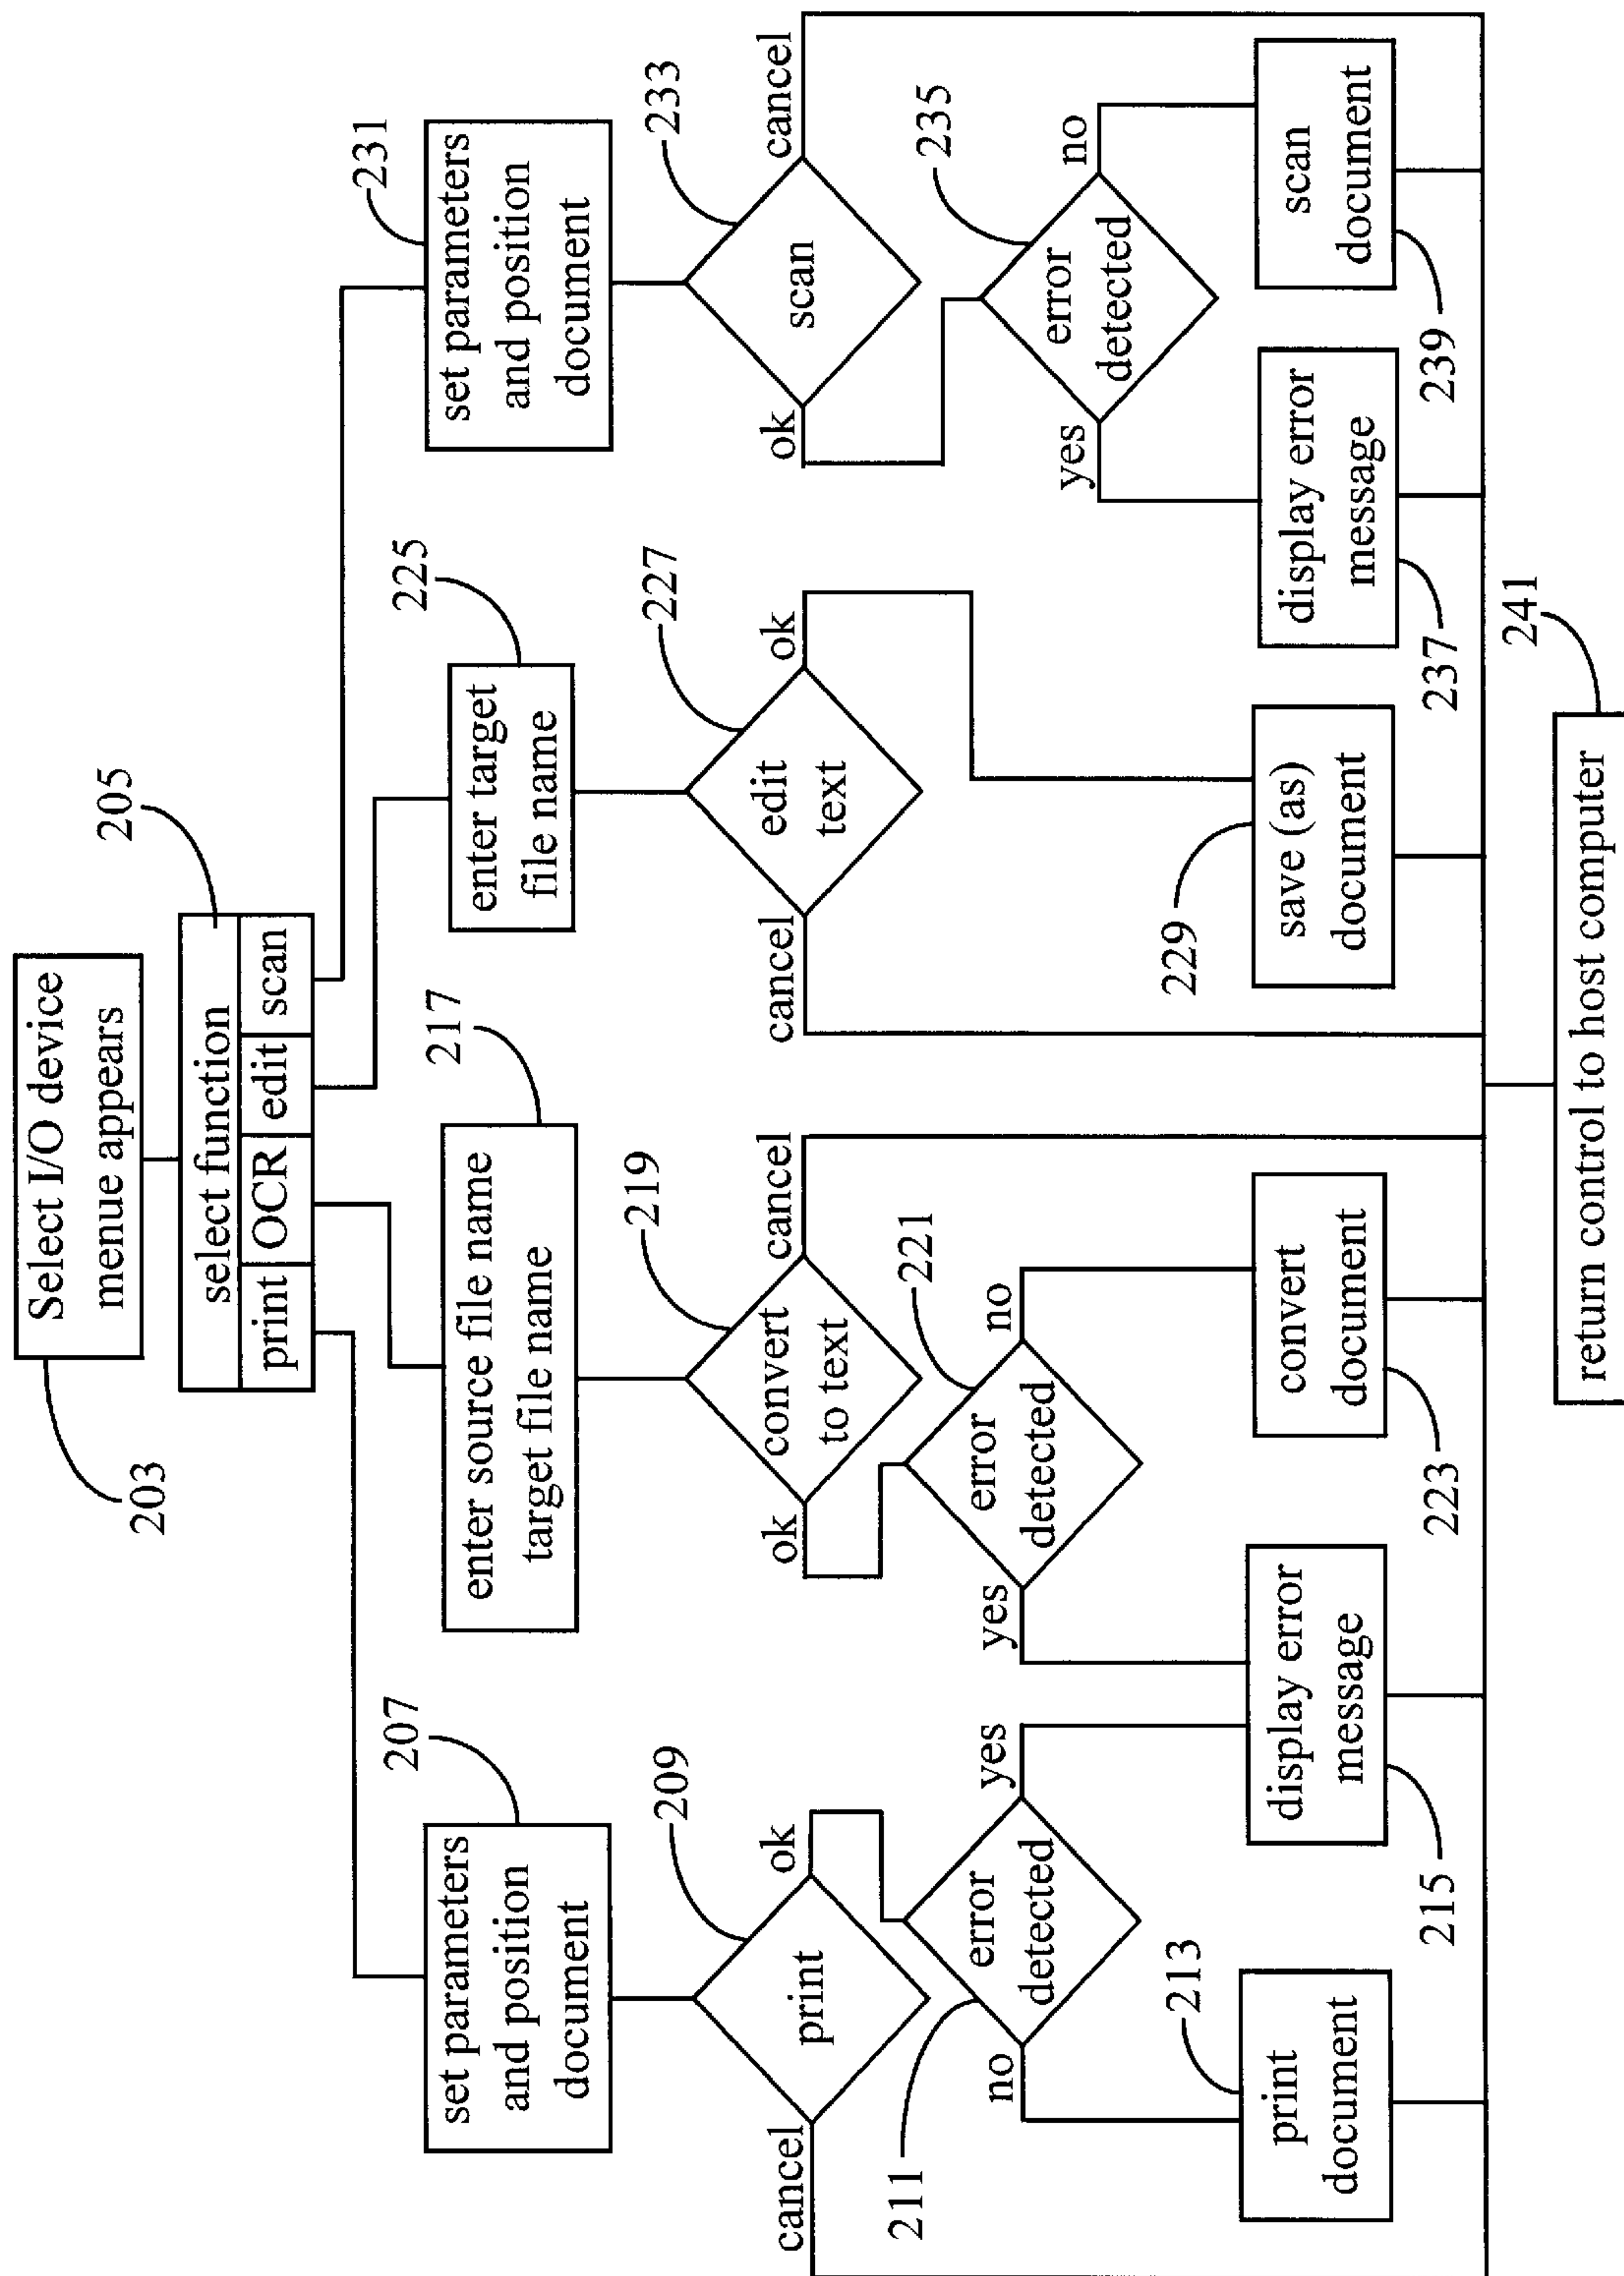 203
Select I/O device
menue appears
205
select function
print OCR edit scan
207
set parameters
and position
document
217
enter source file name
target file name
225
enter target
file name
231
set parameters
and position
document
209
print
cancel
ok
219
convert
to text
ok
cancel
227
edit
text
cancel
ok
233
scan
ok
cancel
211
error
detected
no
yes
221
error
detected
yes
no
235
error
detected
yes
no
213
print
document
215
display error
message
223
convert
document
229
save (as)
document
237
display error
message
239
scan
document
241
return control to host computer